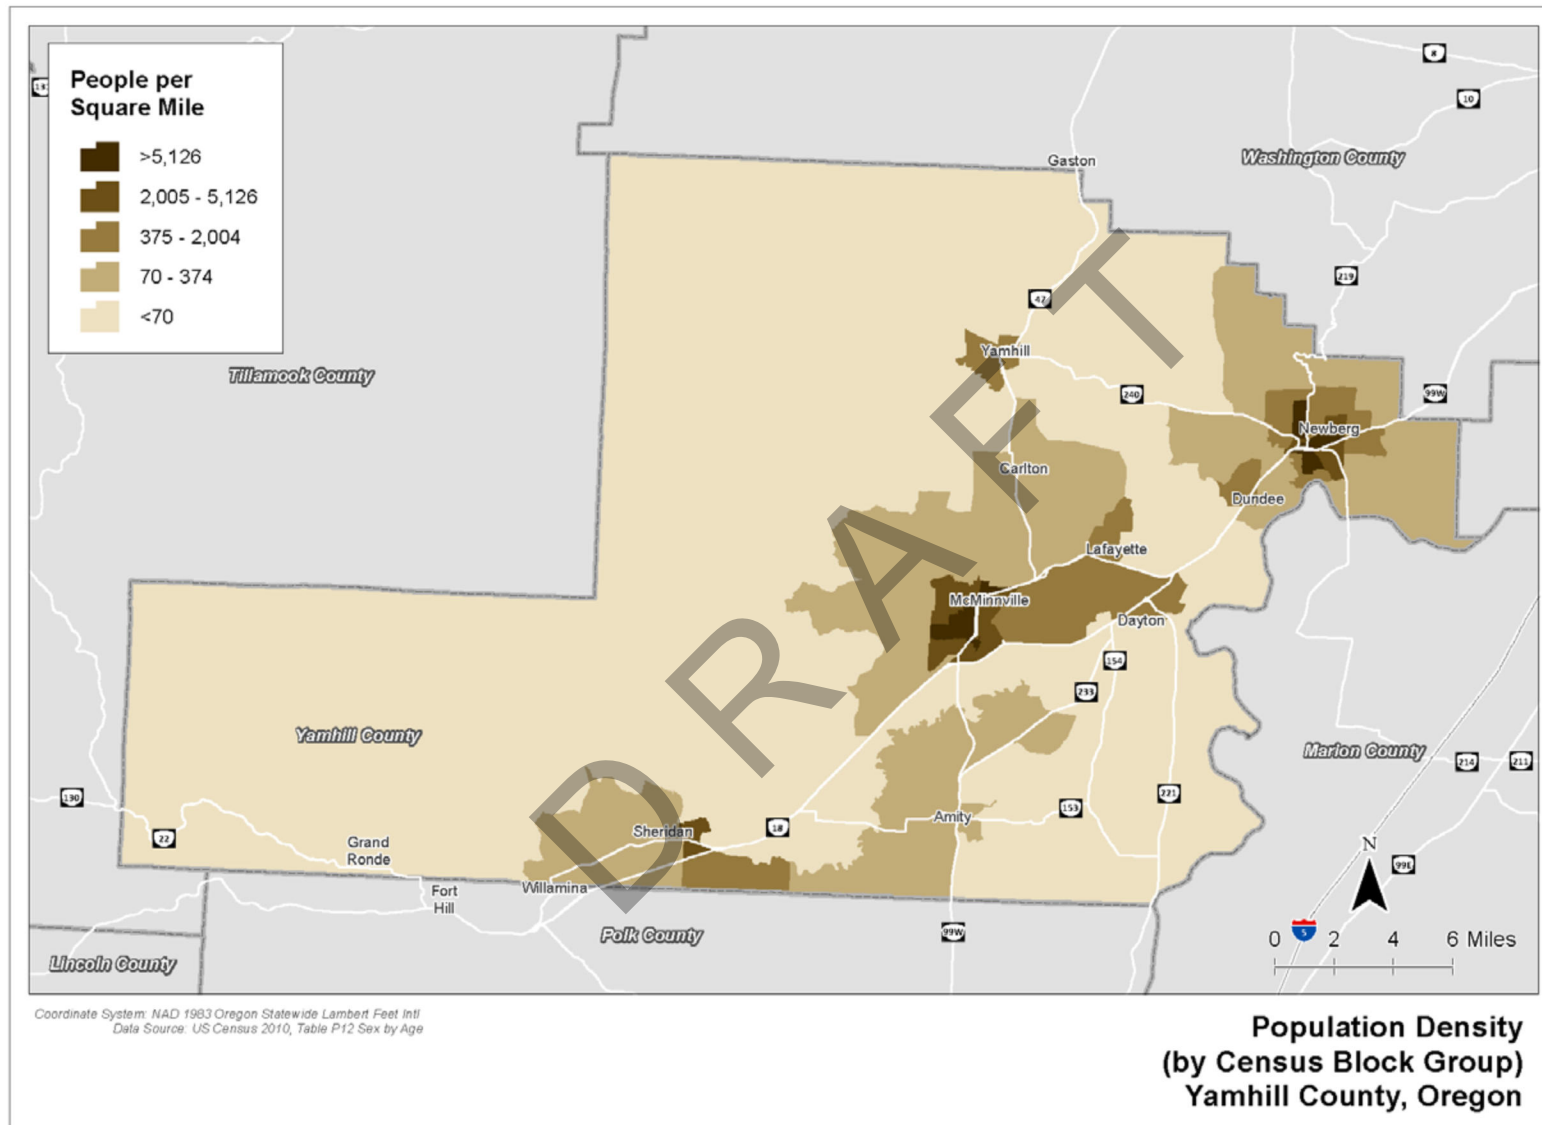 People per
Square Mile
>5,126
2,005 - 5,126
375 - 2,004
70 - 374
<70
8
10
Washington County
Gaston
219
Tillamook County
47
Yamhill
240
99W
Newberg
Carlton
Dundee
Lafayette
McMinnville
Dayton
154
233
Yamhill County
Marion County
214
211
130
22
221
153
18
Amity
Sheridan
Grand
Ronde
Willamina
Fort
Hill
99E
N
99W
Polk County
Lincoln County
5
0 2 4 6 Miles
DRAFT
Coordinate System: NAD 1983 Oregon Statewide Lambert Feet Intl
Data Source: US Census 2010, Table P12 Sex by Age
Population Density
(by Census Block Group)
Yamhill County, Oregon